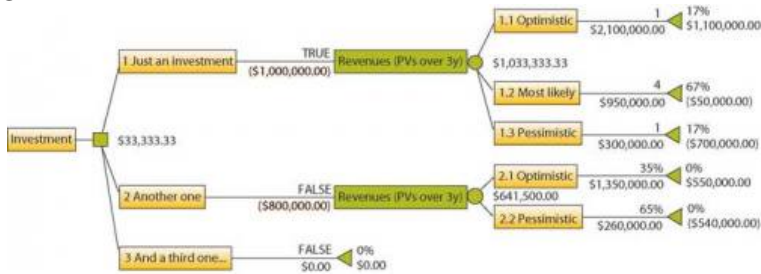 1.1 Optimistic 1 17%
$2,100,000.00 $1,100,000.00
1 Just an investment TRUE Revenues (PVs over 3y) $1,033,333.33
($1,000,000.00)
1.2 Most likely 4 67%
$950,000.00 ($50,000.00)
1.3 Pessimistic 1 17%
$300,000.00 ($700,000.00)
Investment $33,333.33
2.1 Optimistic 35% 0%
$1,350,000.00 $550,000.00
2 Another one FALSE Revenues (PVs over 3y) $641,500.00
($800,000.00)
2.2 Pessimistic 65% 0%
$260,000.00 ($540,000.00)
3 And a third one... FALSE 0%
$0.00 $0.00